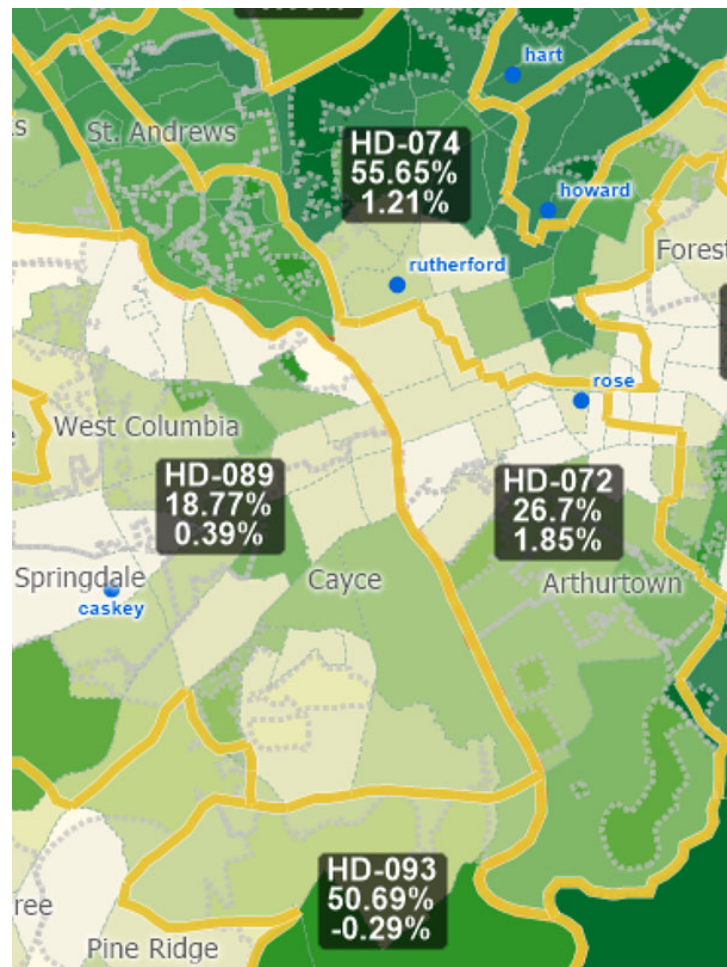 hart
St. Andrews
HD-074
55.65%
1.21%
howard
Forest
rutherford
rose
West Columbia
HD-089
18.77%
0.39%
HD-072
26.7%
1.85%
Springdale
caskey
Cayce
Arthurtown
HD-093
50.69%
-0.29%
ree
Pine Ridge